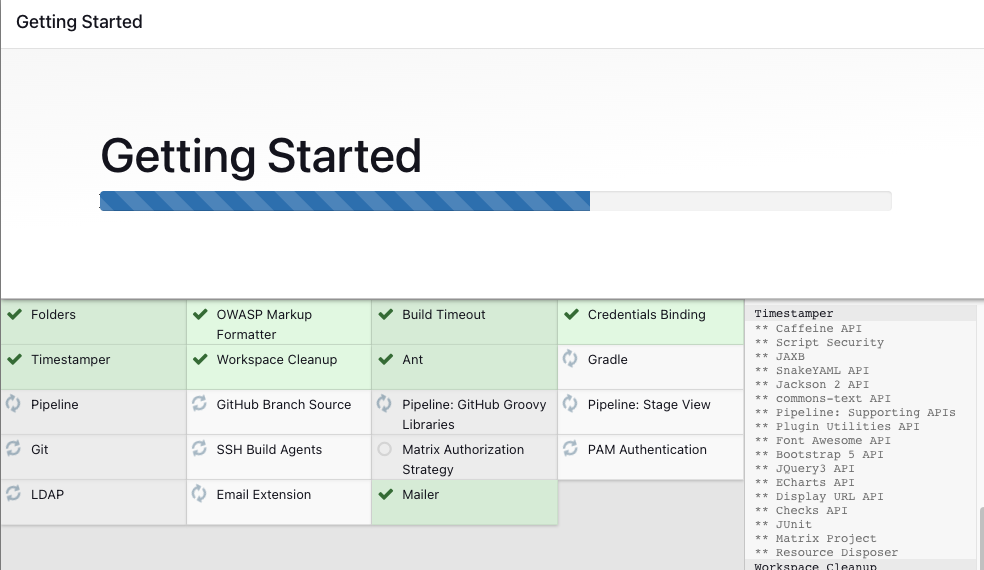 Getting Started
Getting Started
Folders
OWASP Markup
Formatter
Build Timeout
Credentials Binding
Timestamper
Workspace Cleanup
Ant
Gradle
Pipeline
GitHub Branch Source
Pipeline: GitHub Groovy
Libraries
Pipeline: Stage View
Git
SSH Build Agents
Matrix Authorization
Strategy
PAM Authentication
LDAP
Email Extension
Mailer
Timestamper
** Caffeine API
** Script Security
** JAXB
** SnakeYAML API
** Jackson 2 API
** commons-text API
** Pipeline: Supporting APIs
** Plugin Utilities API
** Font Awesome API
** Bootstrap 5 API
** JQuery3 API
** ECharts API
** Display URL API
** Checks API
** JUnit
** Matrix Project
** Resource Disposer
Workspace Cleanup